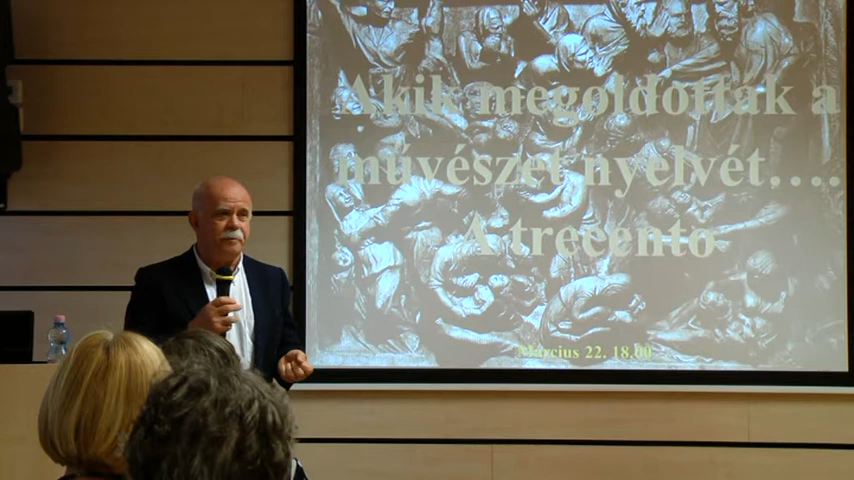 Akik megoldották a
művészet nyelvét....
A trecento
Március 22. 18.00